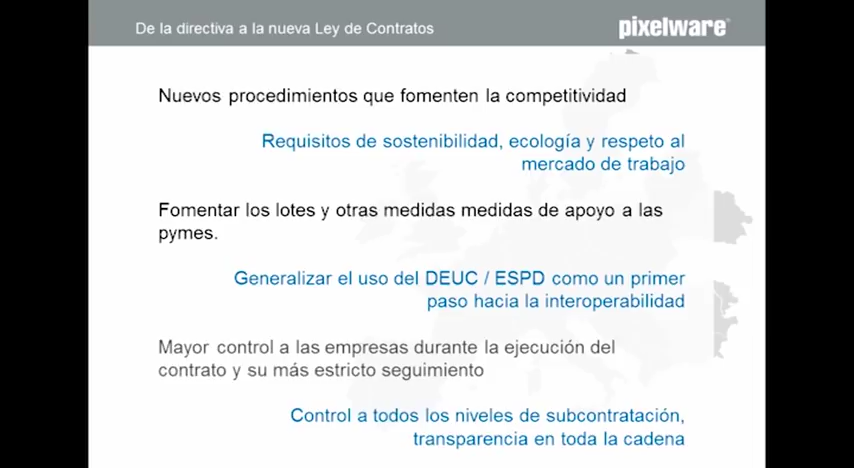 De la directiva a la nueva Ley de Contratos
pixelware
Nuevos procedimientos que fomenten la competitividad
Requisitos de sostenibilidad, ecología y respeto al
mercado de trabajo
Fomentar los lotes y otras medidas medidas de apoyo a las
pymes.
Generalizar el uso del DEUC / ESPD como un primer
paso hacia la interoperabilidad
Mayor control a las empresas durante la ejecución del
contrato y su más estricto seguimiento
Control a todos los niveles de subcontratación,
transparencia en toda la cadena